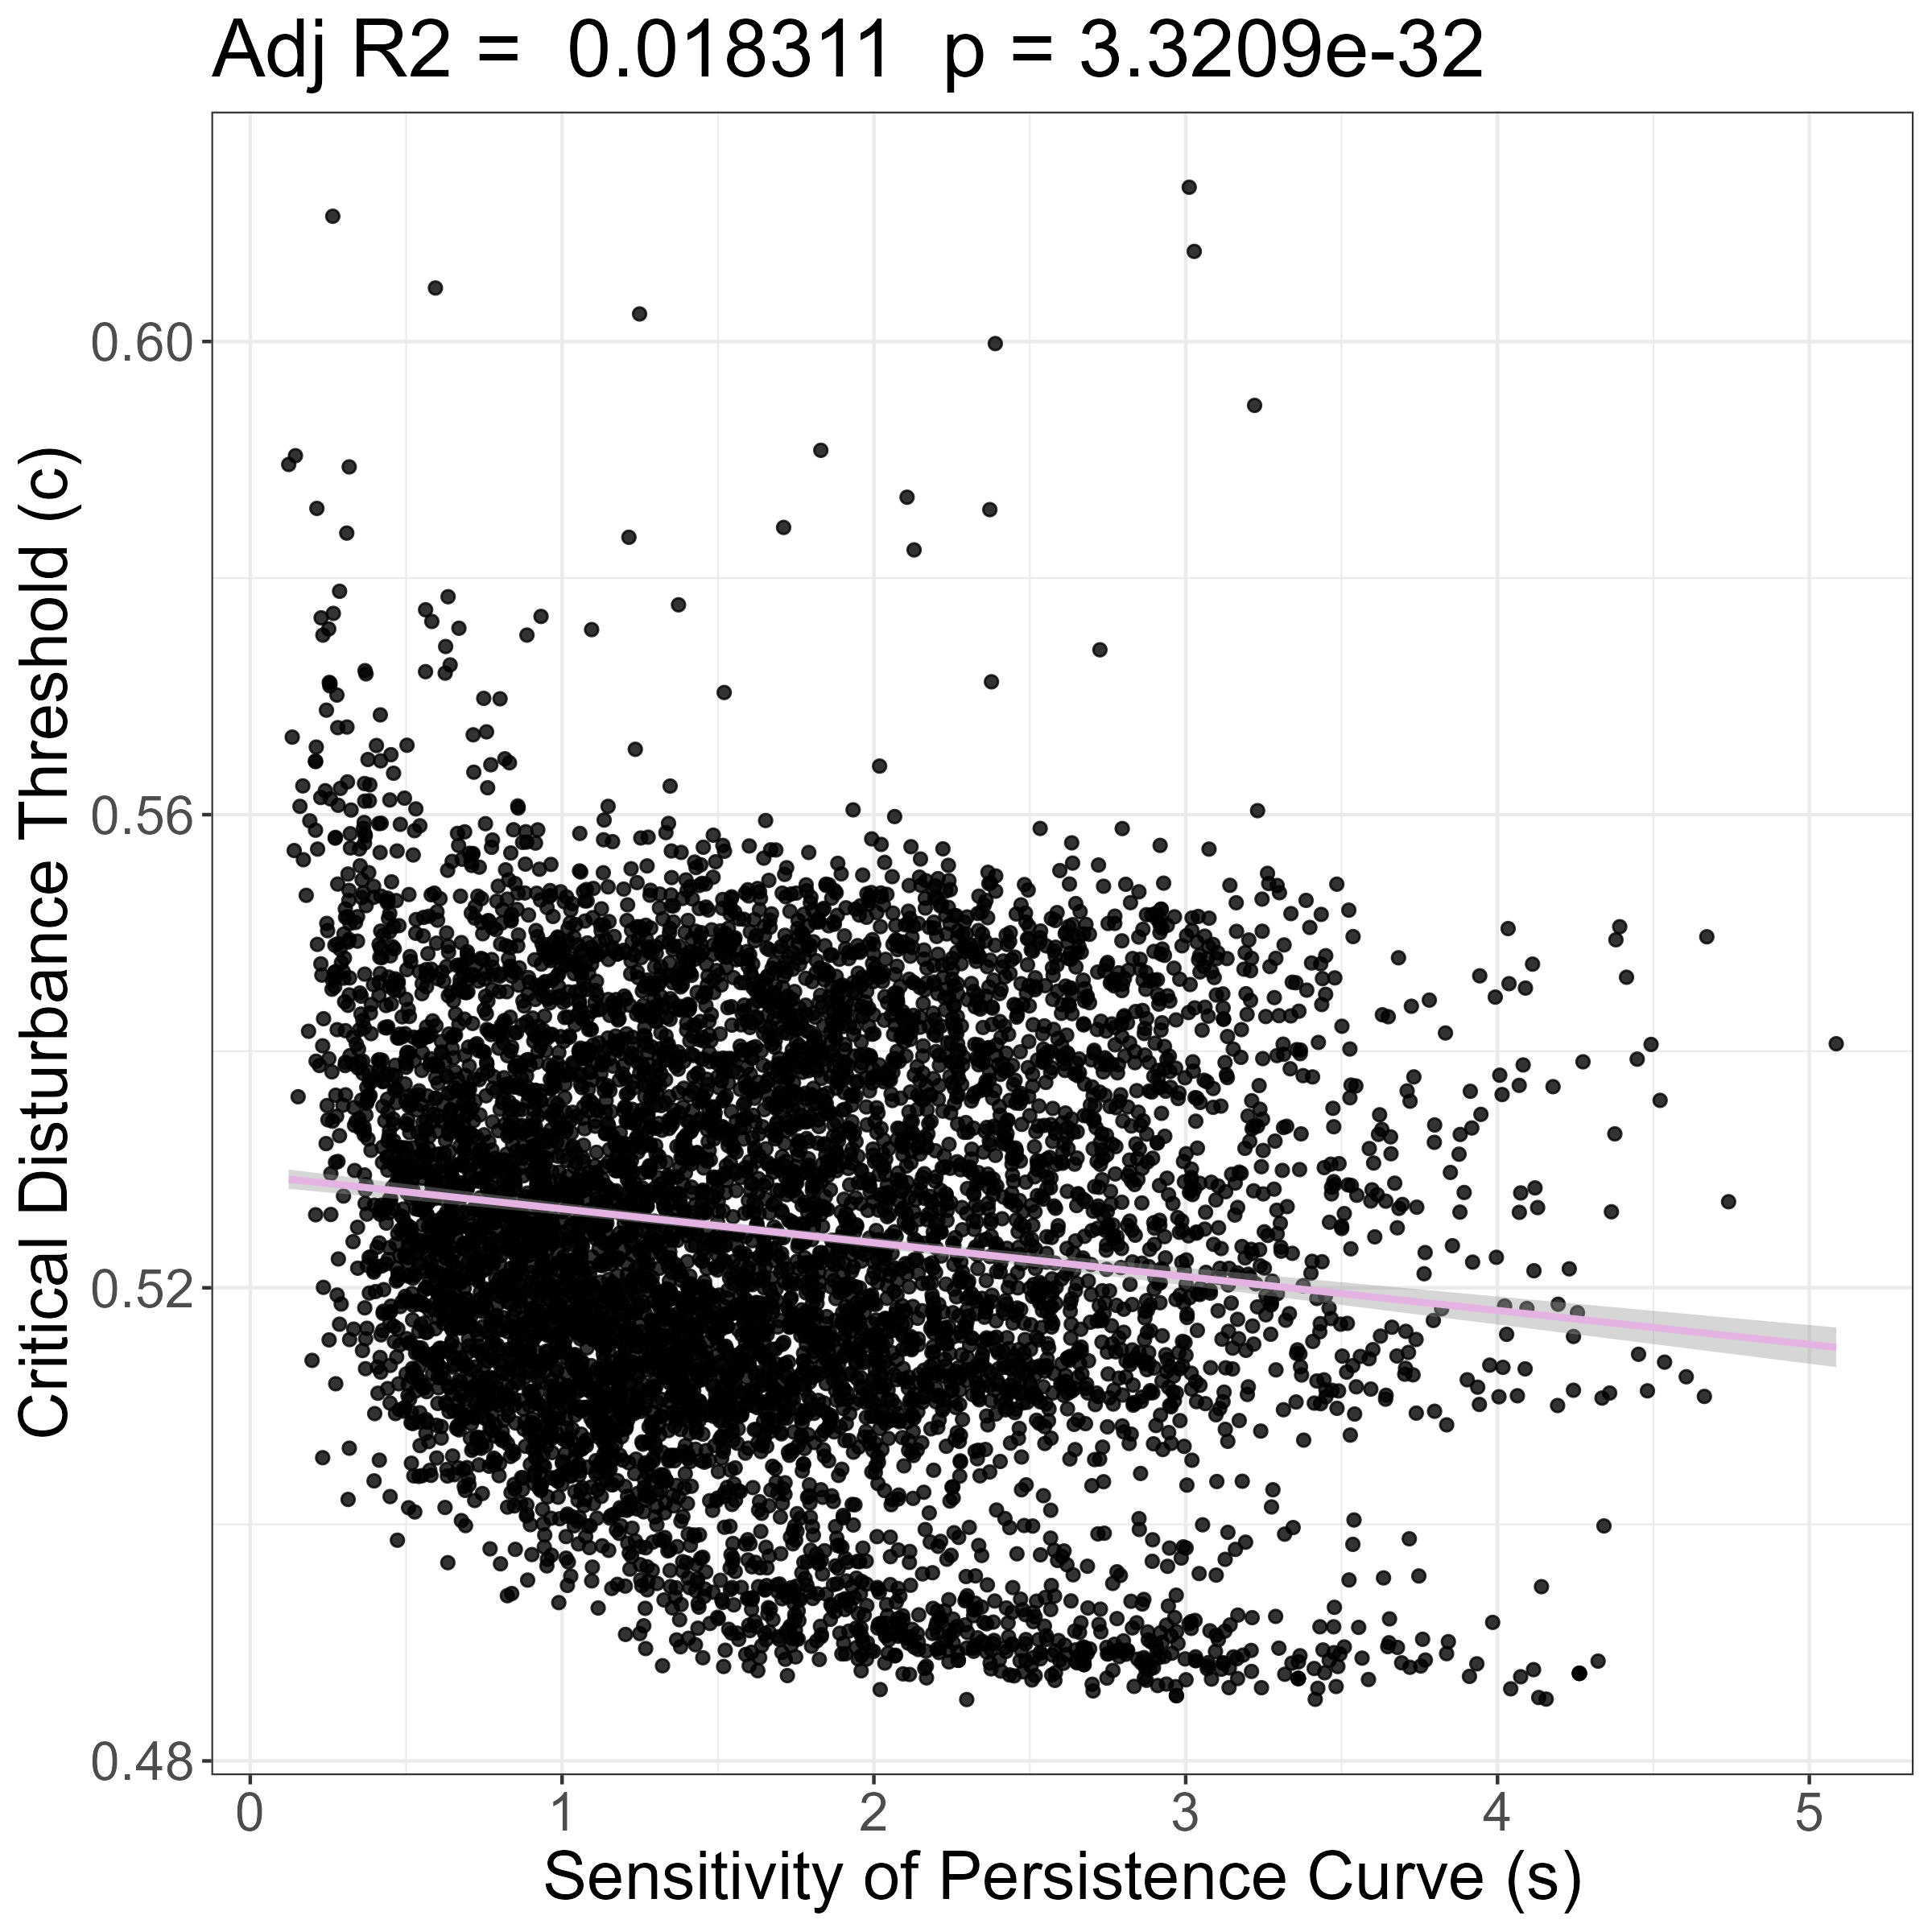 Adj R2 = 0.018311 p = 3.3209e-32
Critical Disturbance Threshold (c)
0.60
0.56
0.52
0.48
0 1 2 3 4 5
Sensitivity of Persistence Curve (s)